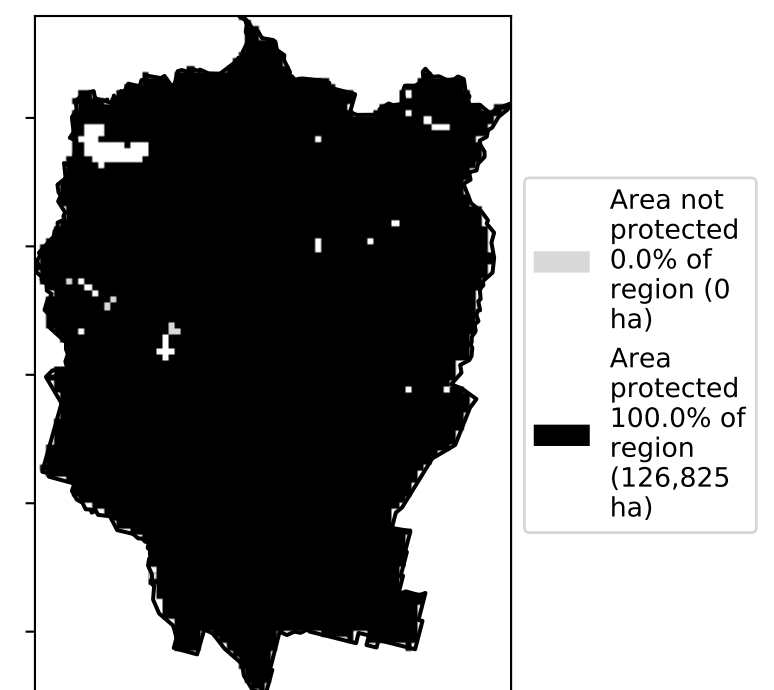 Area not
protected
0.0% of
region (0
ha)
Area
protected
100.0% of
region
(126,825
ha)